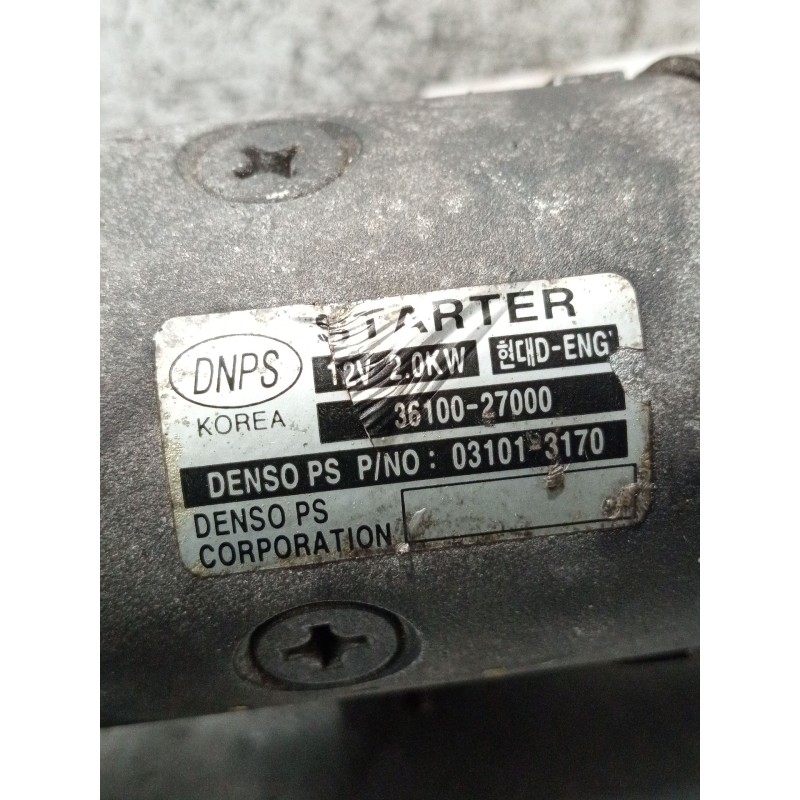 STARTER
DNPS
KOREA
12V 2.0KW 현대D-ENG'
36100-27000
DENSO PS P/NO : 03101-3170
DENSO PS
CORPORATION